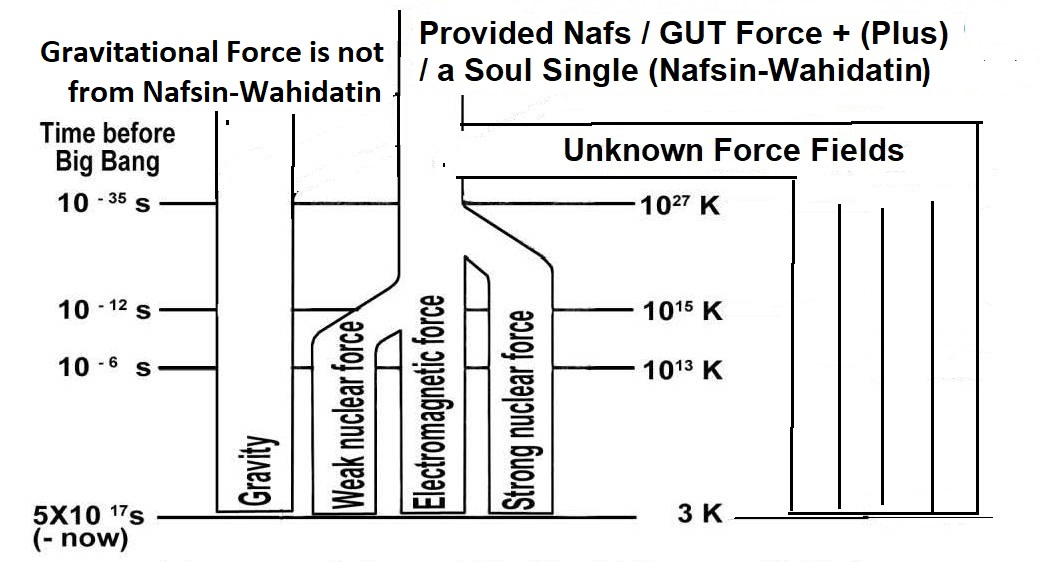 Gravitational Force is not
from Nafsin-Wahidatin
Provided Nafs / GUT Force + (Plus)
/ a Soul Single (Nafsin-Wahidatin)
Time before
Big Bang
Unknown Force Fields
10 ⁻³⁵ s
10²⁷ K
10 ⁻¹² s
10¹⁵ K
10 ⁻⁶ s
10¹³ K
Gravity
Weak nuclear force
Electromagnetic force
Strong nuclear force
5X10 ¹⁷s
(- now)
3 K